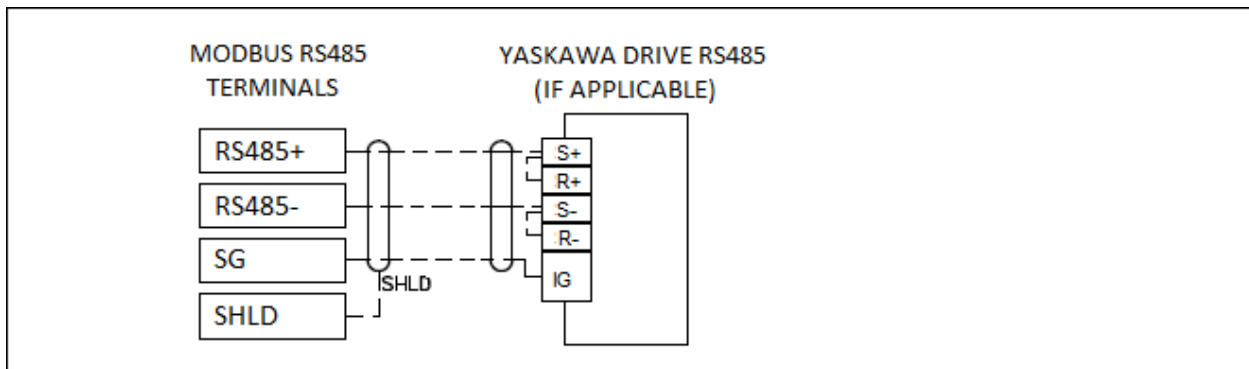 MODBUS RS485
TERMINALS
YASKAWA DRIVE RS485
(IF APPLICABLE)
RS485+
RS485-
SG
SHLD
SHLD
S+
R+
S-
R-
IG